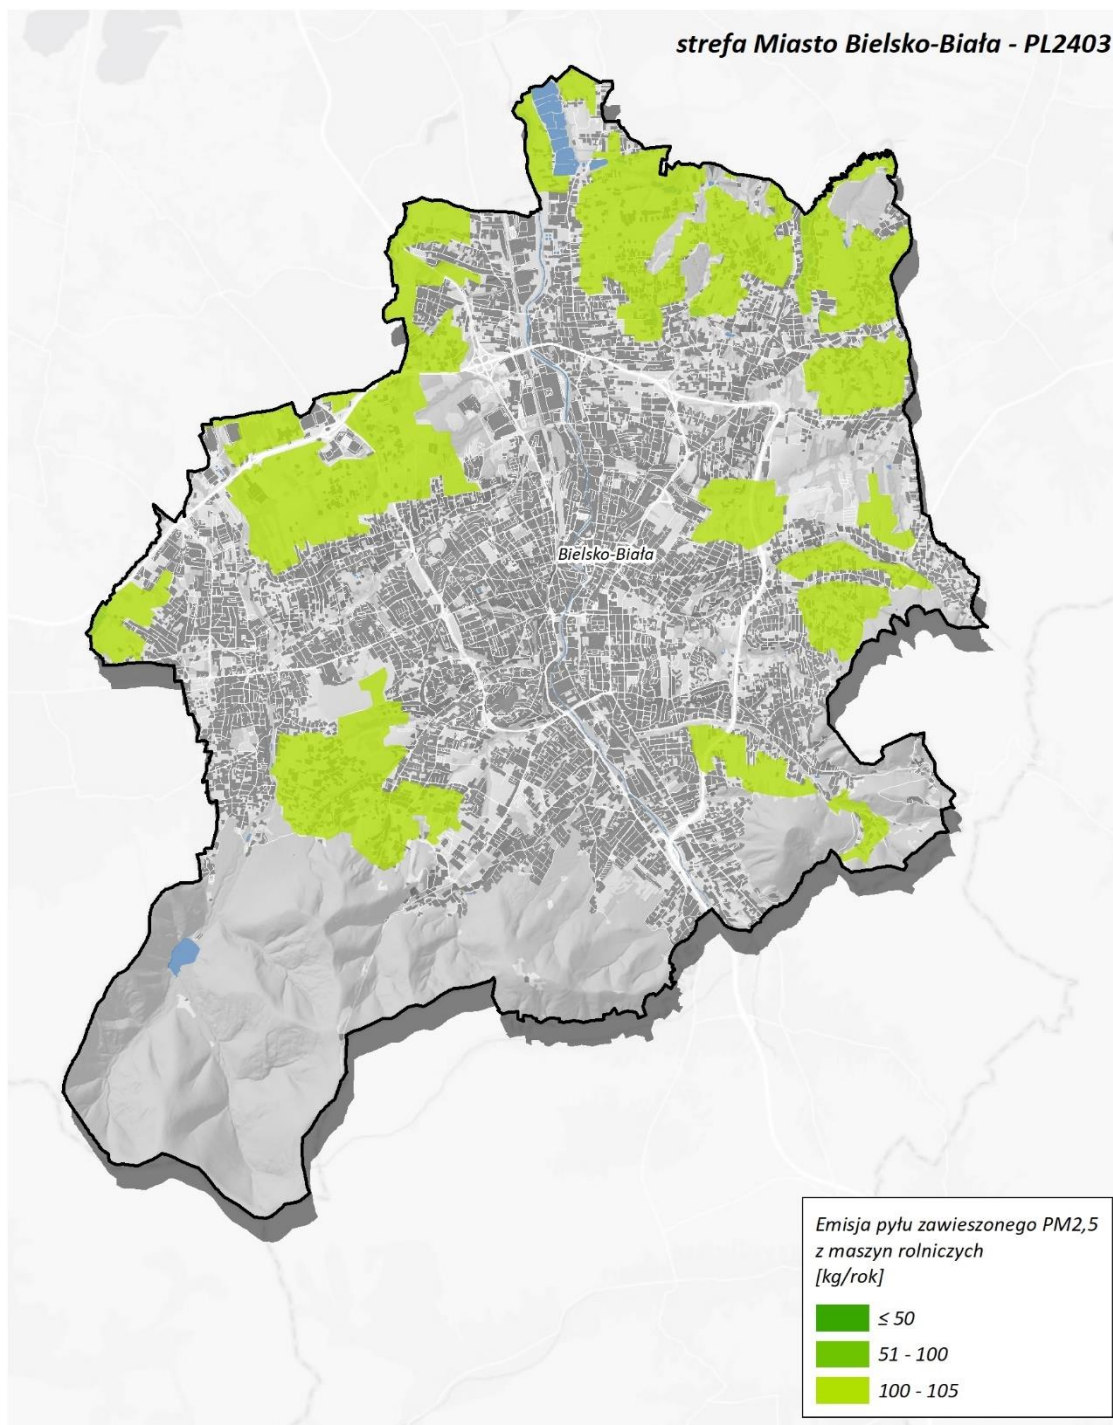 strefa Miasto Bielsko-Biała - PL2403
Bielsko-Biała
Emisja pyłu zawieszonego PM2,5
z maszyn rolniczych
[kg/rok]
≤ 50
51 - 100
100 - 105